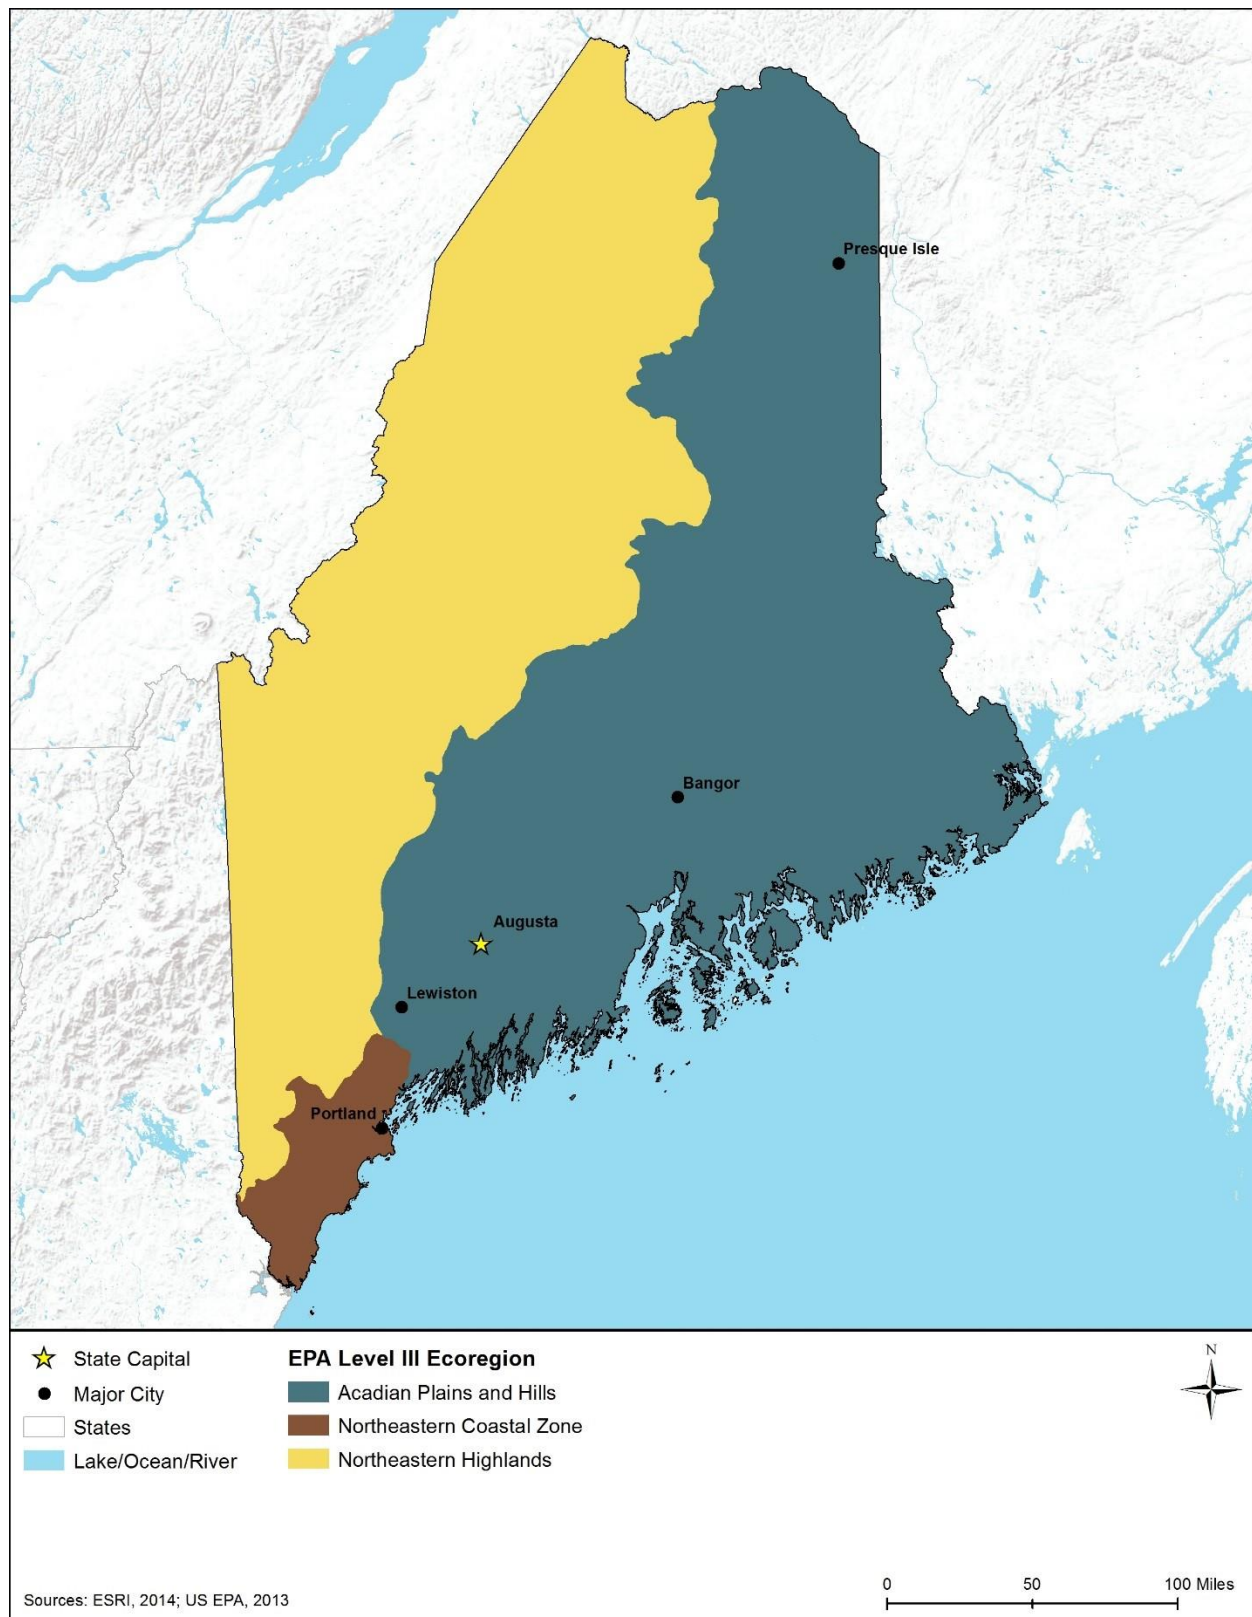 Presque Isle
Bangor
Augusta
Lewiston
Portland
State Capital
Major City
States
Lake/Ocean/River
EPA Level III Ecoregion
Acadian Plains and Hills
Northeastern Coastal Zone
Northeastern Highlands
N
Sources: ESRI, 2014; US EPA, 2013
0 50 100 Miles